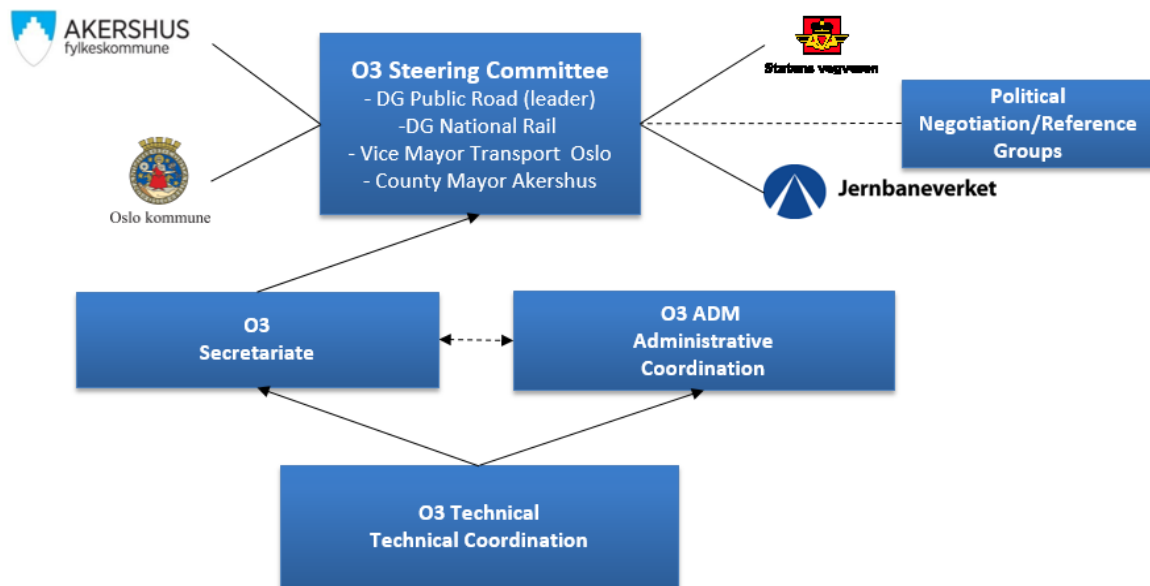 AKERSHUS
fylkeskommune
Oslo kommune
O3 Steering Committee
- DG Public Road (leader)
-DG National Rail
- Vice Mayor Transport Oslo
- County Mayor Akershus
Statens vegvesen
Jernbaneverket
Political
Negotiation/Reference
Groups
O3
Secretariate
O3 ADM
Administrative
Coordination
O3 Technical
Technical Coordination